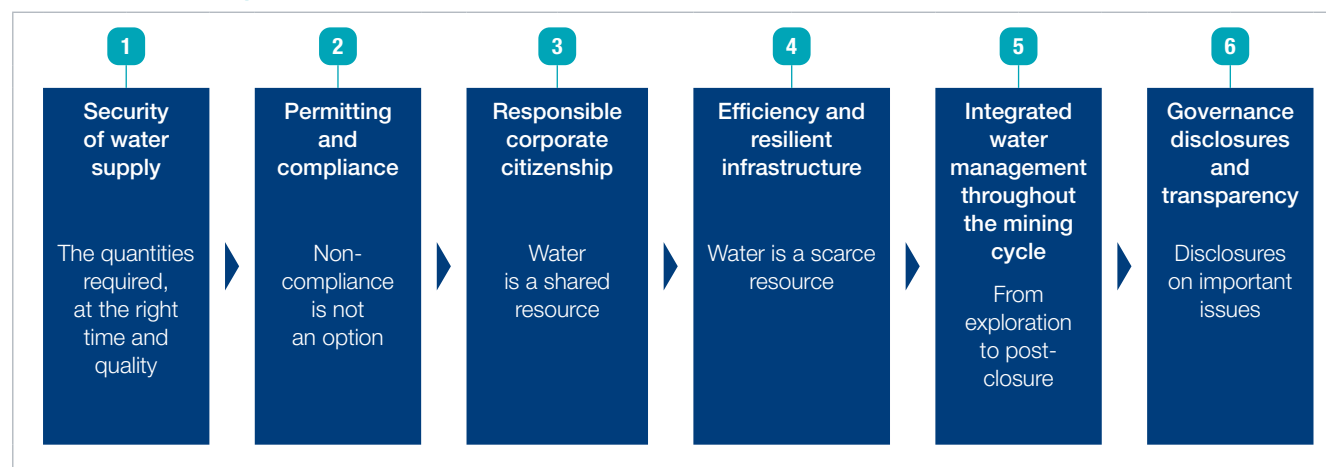 1
Security
of water
supply
The quantities
required,
at the right
time and
quality
2
Permitting
and
compliance
Non-
compliance
is not
an option
3
Responsible
corporate
citizenship
Water
is a shared
resource
4
Efficiency and
resilient
infrastructure
Water is a scarce
resource
5
Integrated
water
management
throughout
the mining
cycle
From
exploration
to post-
closure
6
Governance
disclosures
and
transparency
Disclosures
on important
issues